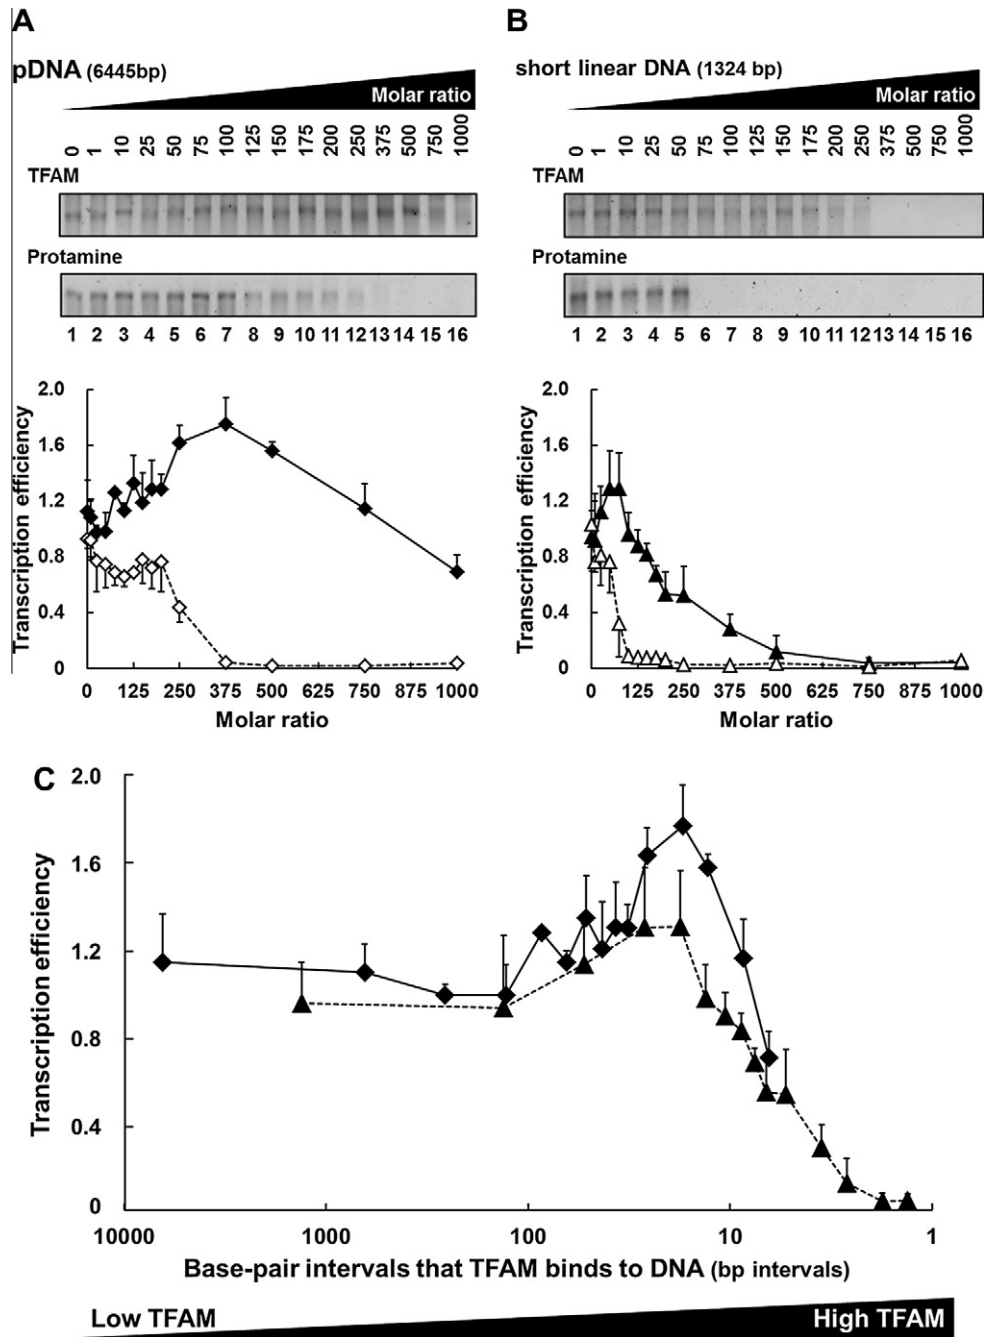 A
pDNA (6445bp)
Molar ratio
0 1 10 25 50 75 100 125 150 175 200 250 375 500 750 1000
TFAM
Protamine
1 2 3 4 5 6 7 8 9 10 11 12 13 14 15 16
2.0
1.6
1.2
0.8
0.4
0
Transcription efficiency
0 125 250 375 500 625 750 875 1000
Molar ratio
B
short linear DNA (1324 bp)
Molar ratio
0 1 10 25 50 75 100 125 150 175 200 250 375 500 750 1000
TFAM
Protamine
1 2 3 4 5 6 7 8 9 10 11 12 13 14 15 16
2.0
1.6
1.2
0.8
0.4
0
Transcription efficiency
0 125 250 375 500 625 750 875 1000
Molar ratio
C
2.0
1.6
1.2
0.8
0.4
0
Transcription efficiency
10000 1000 100 10 1
Base-pair intervals that TFAM binds to DNA (bp intervals)
Low TFAM
High TFAM